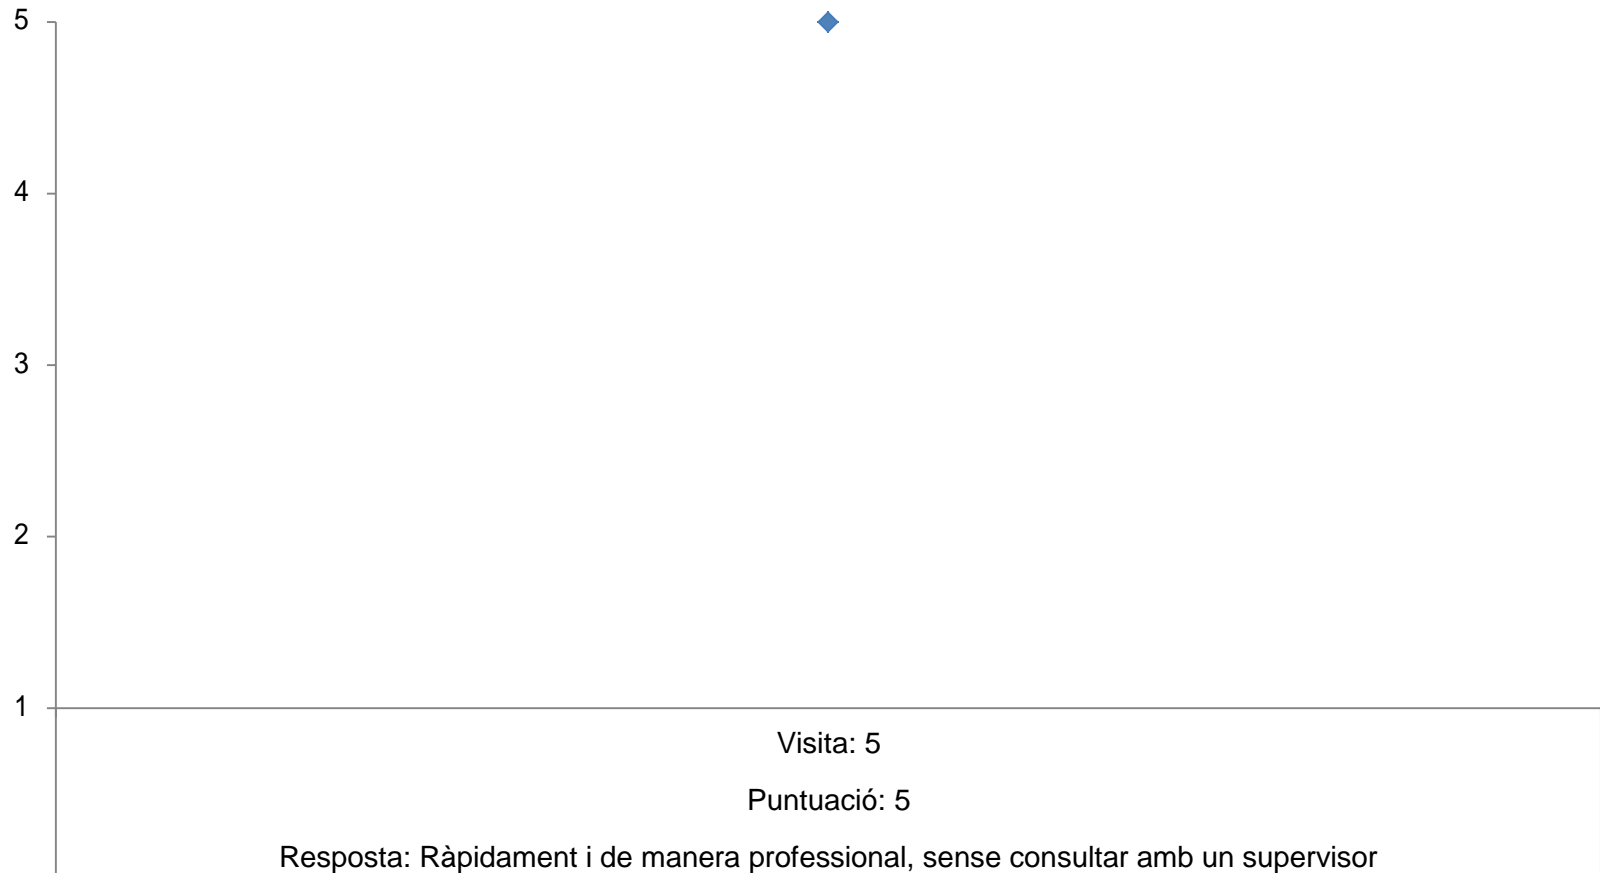 5
4
3
2
1
Visita: 5
Puntuació: 5
Resposta: Ràpidament i de manera professional, sense consultar amb un supervisor